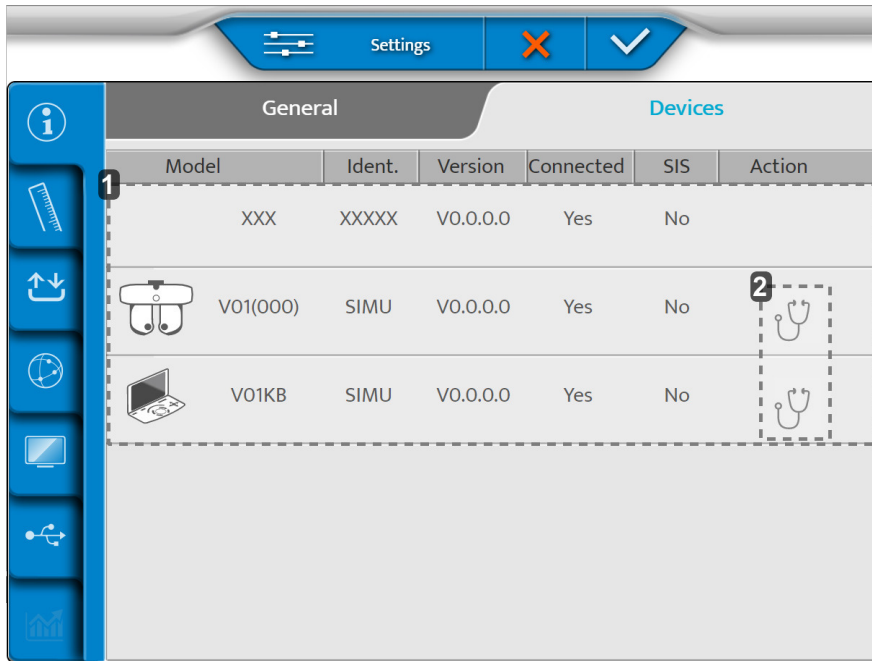 Settings
General Devices
Model Ident. Version Connected SIS Action
1
XXX XXXXX V0.0.0.0 Yes No
2
V01(000) SIMU V0.0.0.0 Yes No
V01KB SIMU V0.0.0.0 Yes No